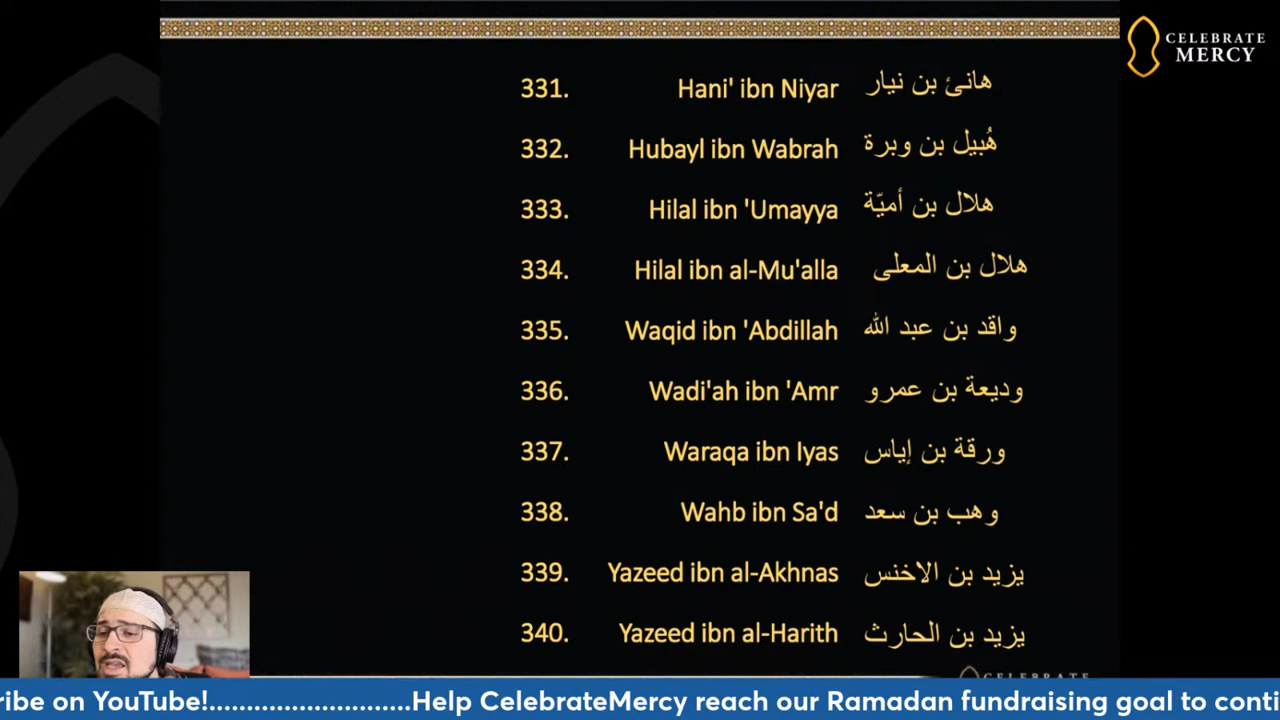 CELEBRATE
MERCY
331. Hani' ibn Niyar هانئ بن نيار
332. Hubayl ibn Wabrah هُبيل بن وبرة
333. Hilal ibn 'Umayya هلال بن أميّة
334. Hilal ibn al-Mu'alla هلال بن المعلى
335. Waqid ibn 'Abdillah واقد بن عبد الله
336. Wadi'ah ibn 'Amr وديعة بن عمرو
337. Waraqa ibn Iyas ورقة بن إياس
338. Wahb ibn Sa'd وهب بن سعد
339. Yazeed ibn al-Akhnas يزيد بن الاخنس
340. Yazeed ibn al-Harith يزيد بن الحارث
CELEBRATE
ribe on YouTube!..........................Help CelebrateMercy reach our Ramadan fundraising goal to conti